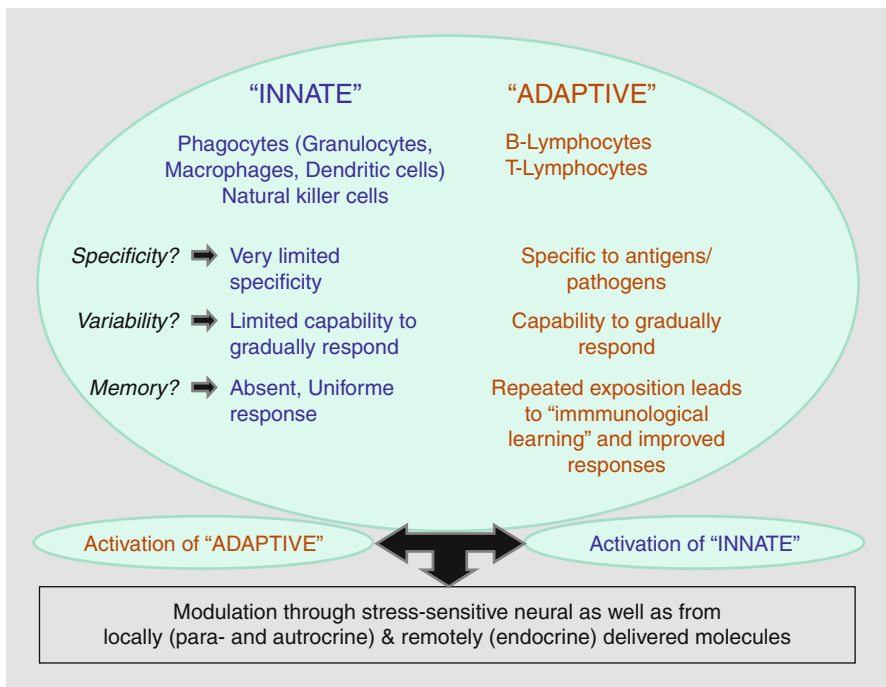 “INNATE”
Phagocytes (Granulocytes,
Macrophages, Dendritic cells)
Natural killer cells
“ADAPTIVE”
B-Lymphocytes
T-Lymphocytes
Specificity?
Very limited
specificity
Specific to antigens/
pathogens
Variability?
Limited capability to
gradually respond
Capability to gradually
respond
Memory?
Absent, Uniforme
response
Repeated exposition leads
to “immmunological
learning” and improved
responses
Activation of “ADAPTIVE”
Activation of “INNATE”
Modulation through stress-sensitive neural as well as from
locally (para- and autrocrine) & remotely (endocrine) delivered molecules